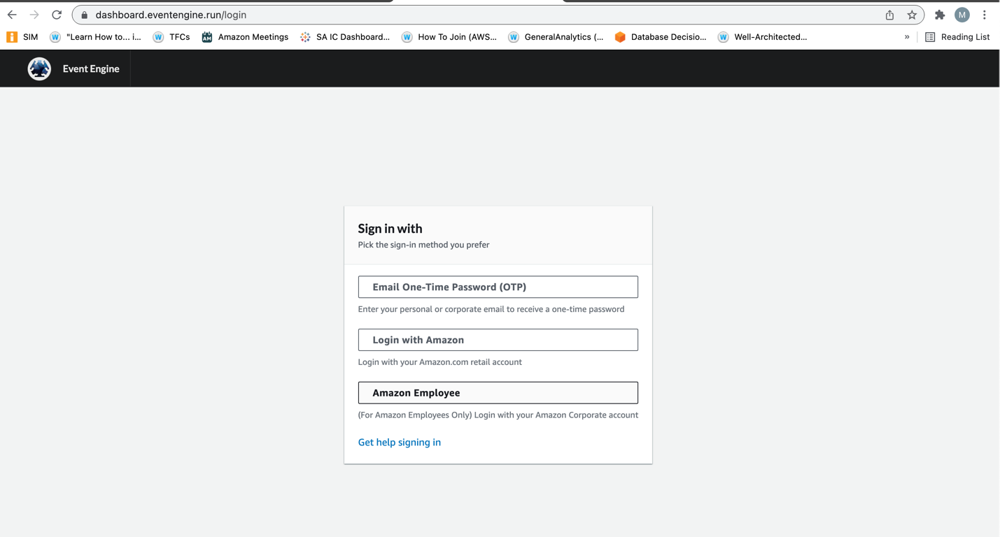 dashboard.eventengine.run/login
SIM "Learn How to... i... TFCs Amazon Meetings SA IC Dashboard... How To Join (AWS... GeneralAnalytics (... Database Decisio... Well-Architected... » Reading List
Event Engine
Sign in with
Pick the sign-in method you prefer
Email One-Time Password (OTP)
Enter your personal or corporate email to receive a one-time password
Login with Amazon
Login with your Amazon.com retail account
Amazon Employee
(For Amazon Employees Only) Login with your Amazon Corporate account
Get help signing in
M
AM